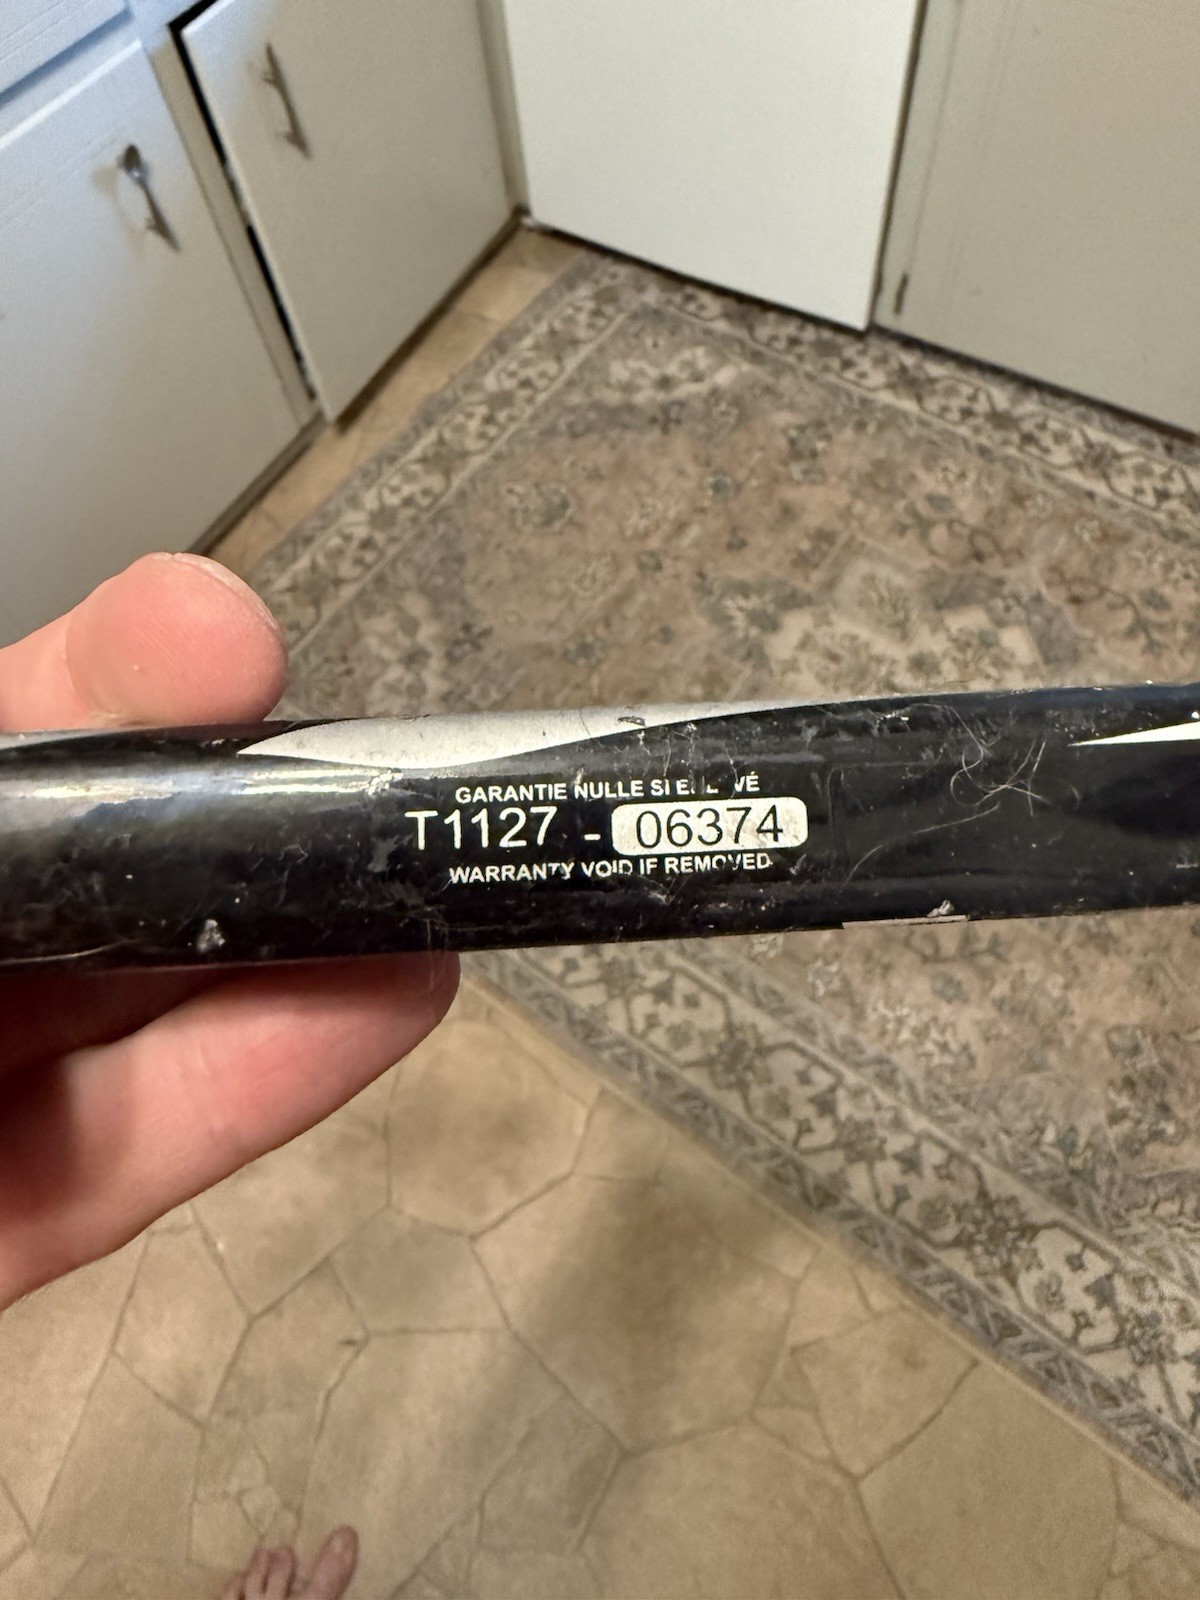 GARANTIE NULLE SI
T1127 - 06374
WARRANTY VOID IF REMOVED